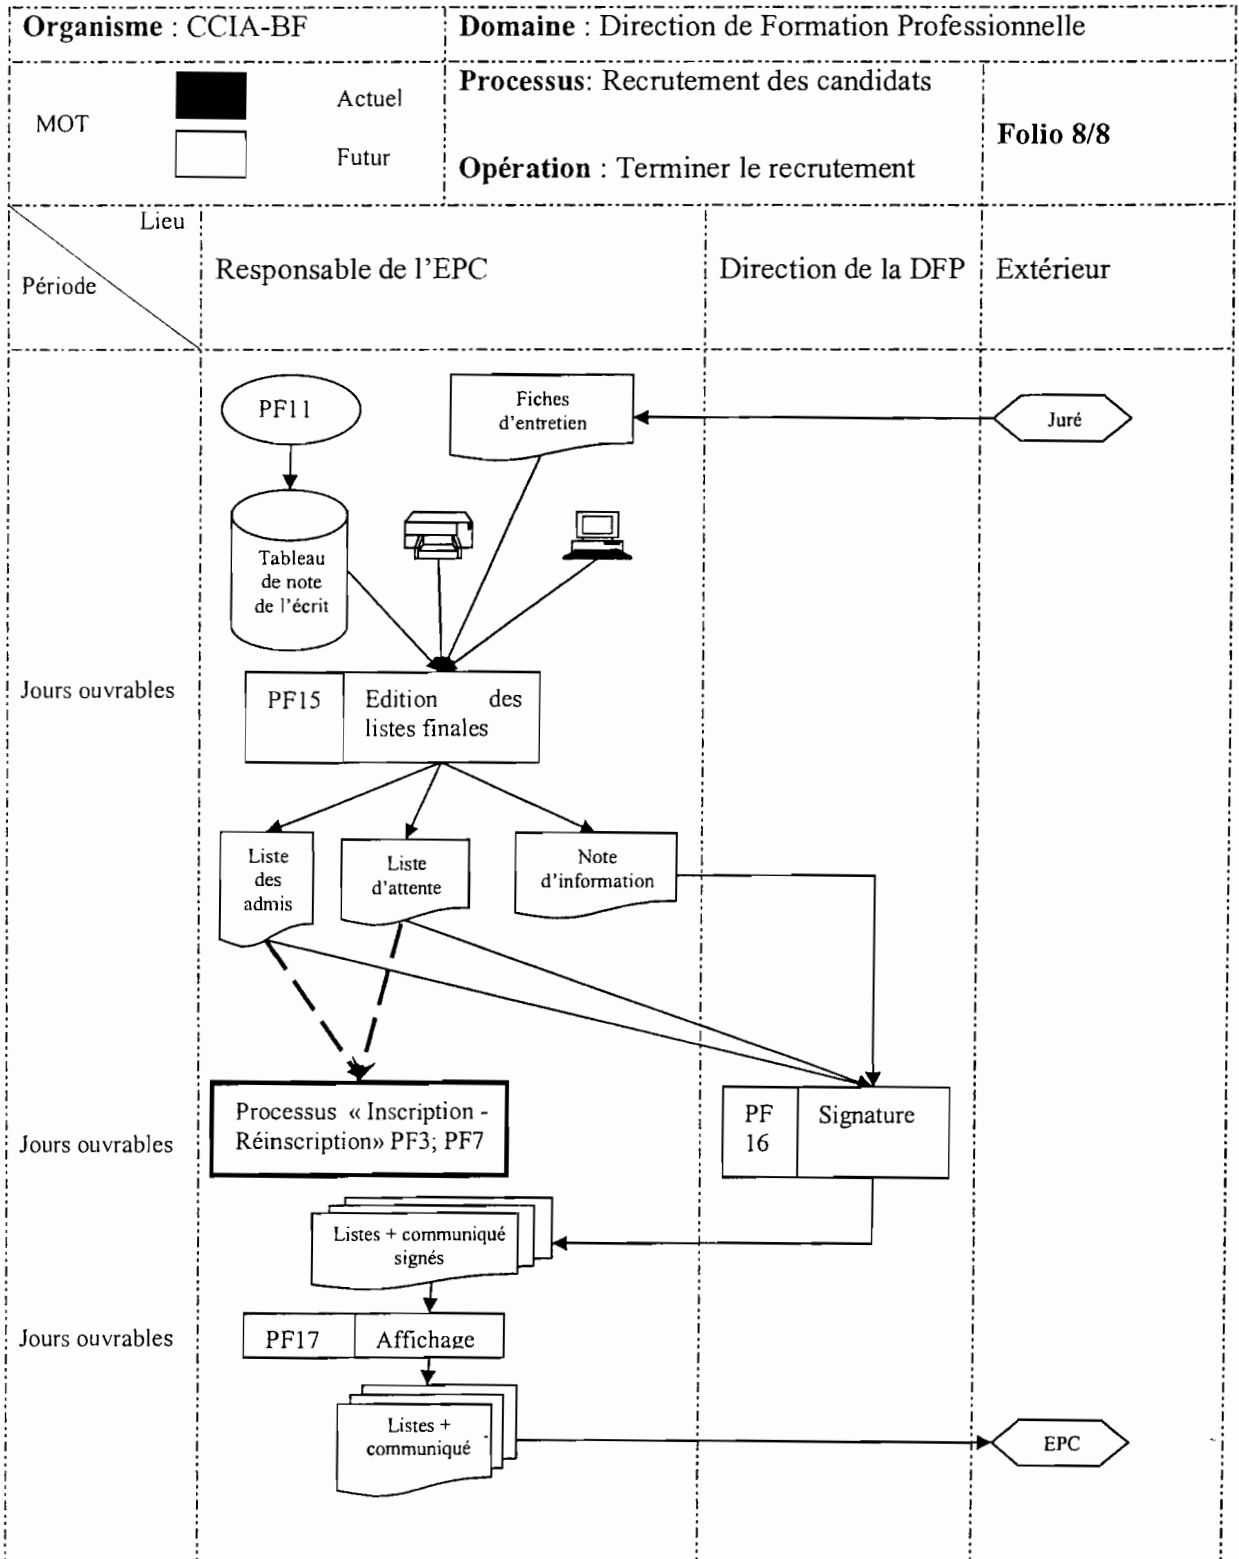 Organisme : CCIA-BF
Domaine : Direction de Formation Professionnelle
MOT
Actuel
Futur
Processus: Recrutement des candidats
Opération : Terminer le recrutement
Folio 8/8
Lieu
Période
Responsable de l'EPC
Direction de la DFP
Extérieur
PF11
Fiches
d'entretien
Juré
Tableau
de note
de l'écrit
Jours ouvrables
PF15
Edition des
listes finales
Liste
des
admis
Liste
d'attente
Note
d'information
Jours ouvrables
Processus « Inscription -
Réinscription» PF3; PF7
PF
16
Signature
Listes + communiqué
signés
Jours ouvrables
PF17
Affichage
Listes +
communiqué
EPC